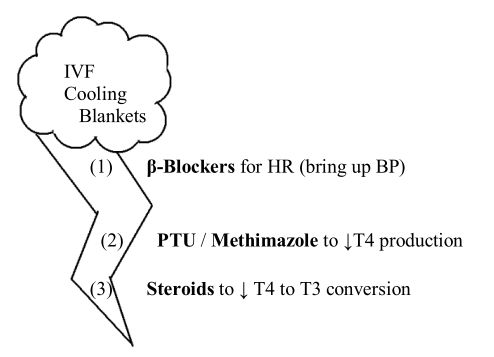 IVF
Cooling
Blankets
(1) β-Blockers for HR (bring up BP)
(2) PTU / Methimazole to ↓T4 production
(3) Steroids to ↓ T4 to T3 conversion